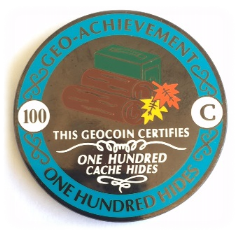 GEO-ACHIEVEMENT
100
C
THIS GEOCOIN CERTIFIES
ONE HUNDRED
CACHE HIDES
ONE HUNDRED HIDES